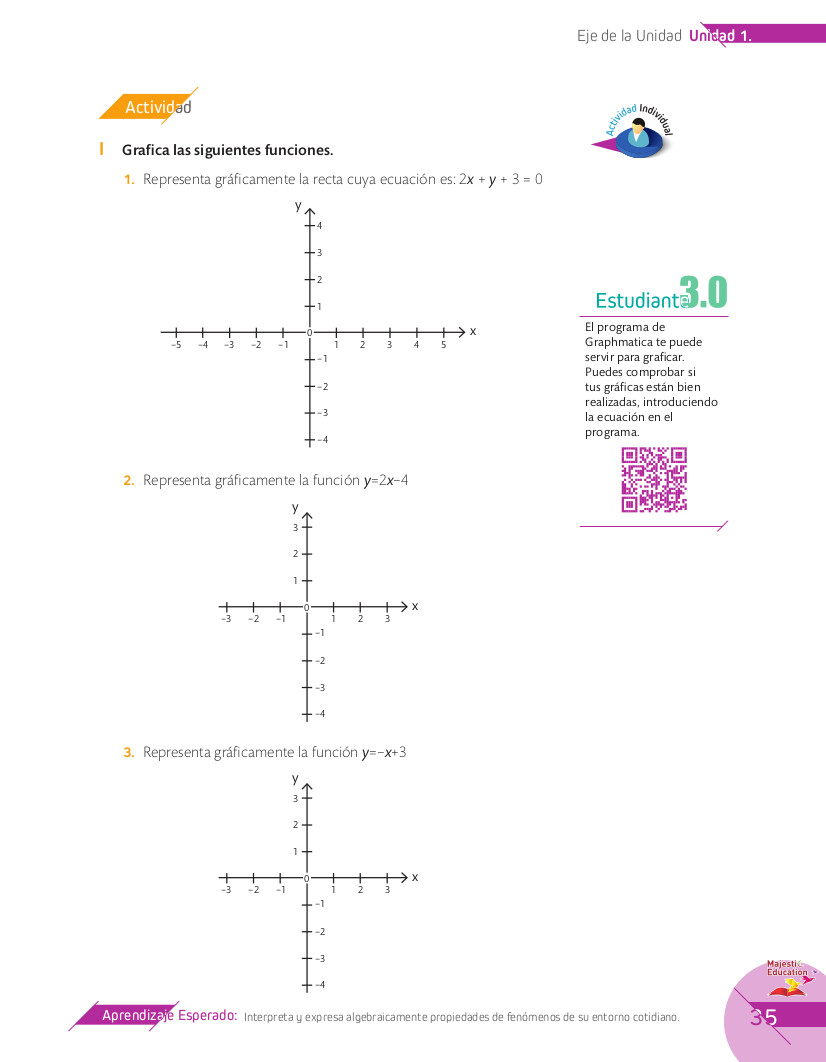 Eje de la Unidad Unidad 1.
Actividad
Actividad Individual
I Grafica las siguientes funciones.
1. Representa gráficamente la recta cuya ecuación es: 2x + y + 3 = 0
y
4
3
2
1
0
x
–5 –4 –3 –2 –1 1 2 3 4 5
–1
–2
–3
–4
Estudiante 3.0
El programa de
Graphmatica te puede
servir para graficar.
Puedes comprobar si
tus gráficas están bien
realizadas, introduciendo
la ecuación en el
programa.
2. Representa gráficamente la función y=2x–4
y
3
2
1
0
x
–3 –2 –1 1 2 3
–1
–2
–3
–4
3. Representa gráficamente la función y=–x+3
y
3
2
1
0
x
–3 –2 –1 1 2 3
–1
–2
–3
–4
Majestic
Education
Aprendizaje Esperado: Interpreta y expresa algebraicamente propiedades de fenómenos de su entorno cotidiano.
35